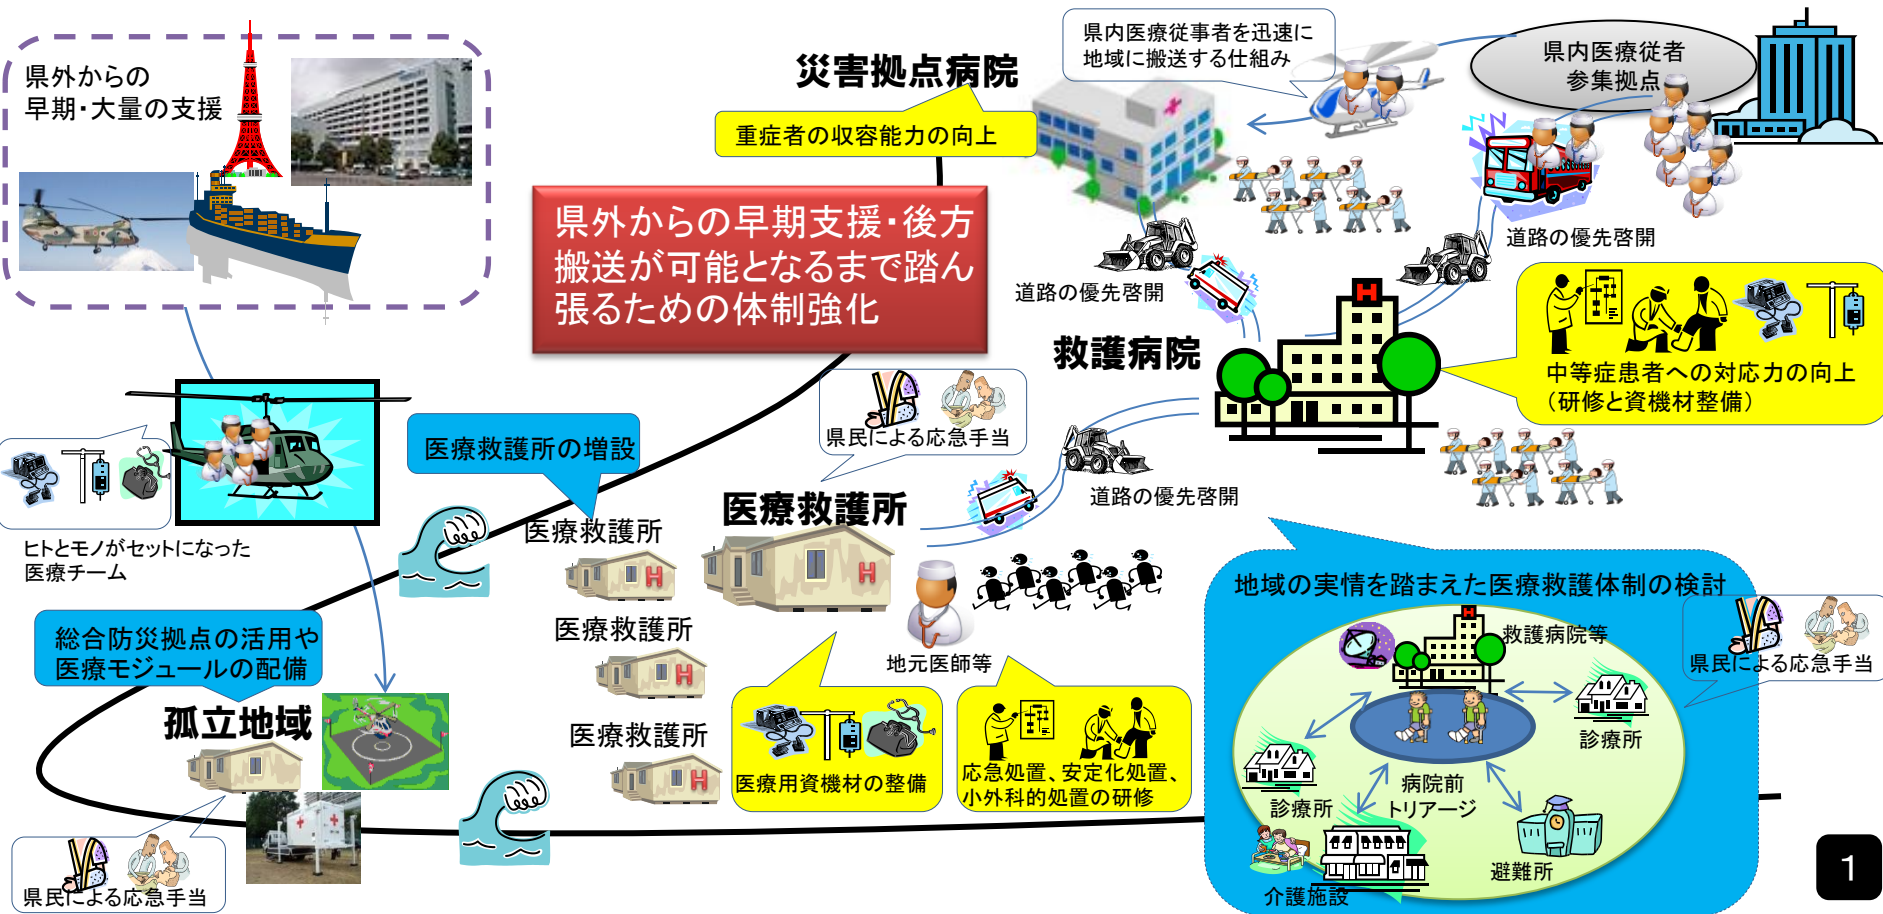 県外からの
早期・大量の支援
災害拠点病院
重症者の収容能力の向上
県内医療従事者を迅速に
地域に搬送する仕組み
県内医療従者
参集拠点
県外からの早期支援・後方
搬送が可能となるまで踏ん
張るための体制強化
道路の優先啓開
道路の優先啓開
救護病院
H
中等症患者への対応力の向上
（研修と資機材整備）
県民による応急手当
医療救護所の増設
道路の優先啓開
ヒトとモノがセットになった
医療チーム
医療救護所
H
医療救護所
H
医療救護所
H
医療救護所
H
地元医師等
医療用資機材の整備
応急処置、安定化処置、
小外科的処置の研修
総合防災拠点の活用や
医療モジュールの配備
孤立地域
県民による応急手当
地域の実情を踏まえた医療救護体制の検討
H
救護病院等
県民による応急手当
診療所
診療所
病院前
トリアージ
介護施設
避難所
1